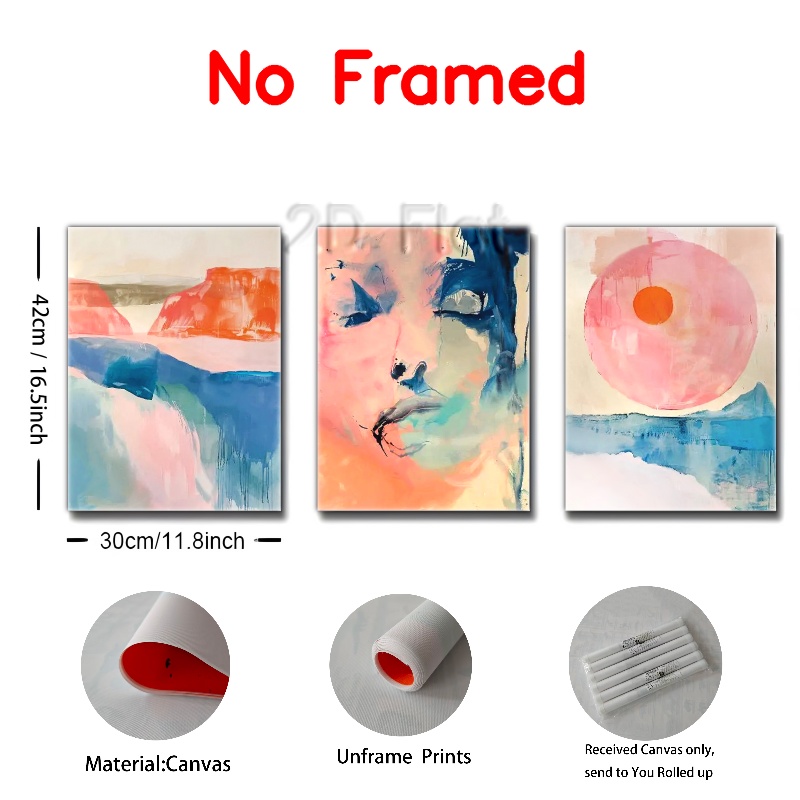 No Framed
2D Flat
42cm / 16.5inch
30cm/11.8inch
Material:Canvas
Unframe Prints
Received Canvas only,
send to You Rolled up